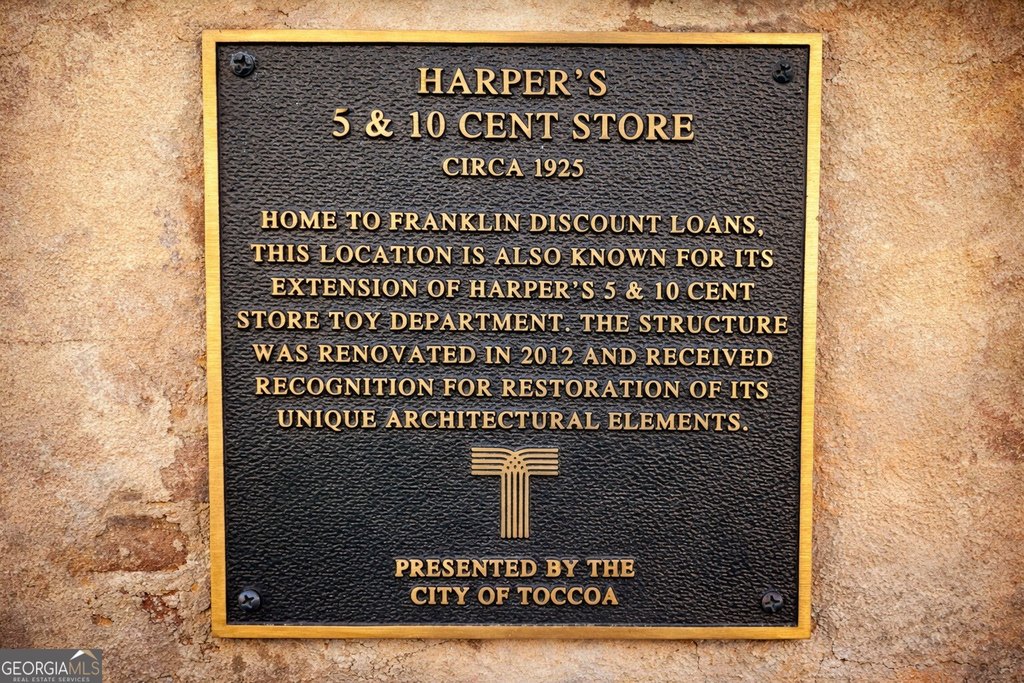 HARPER'S
5 & 10 CENT STORE
CIRCA 1925
HOME TO FRANKLIN DISCOUNT LOANS,
THIS LOCATION IS ALSO KNOWN FOR ITS
EXTENSION OF HARPER'S 5 & 10 CENT
STORE TOY DEPARTMENT. THE STRUCTURE
WAS RENOVATED IN 2012 AND RECEIVED
RECOGNITION FOR RESTORATION OF ITS
UNIQUE ARCHITECTURAL ELEMENTS.
T
PRESENTED BY THE
CITY OF TOCCOA
GEORGIAMLS
REAL ESTATE SERVICES